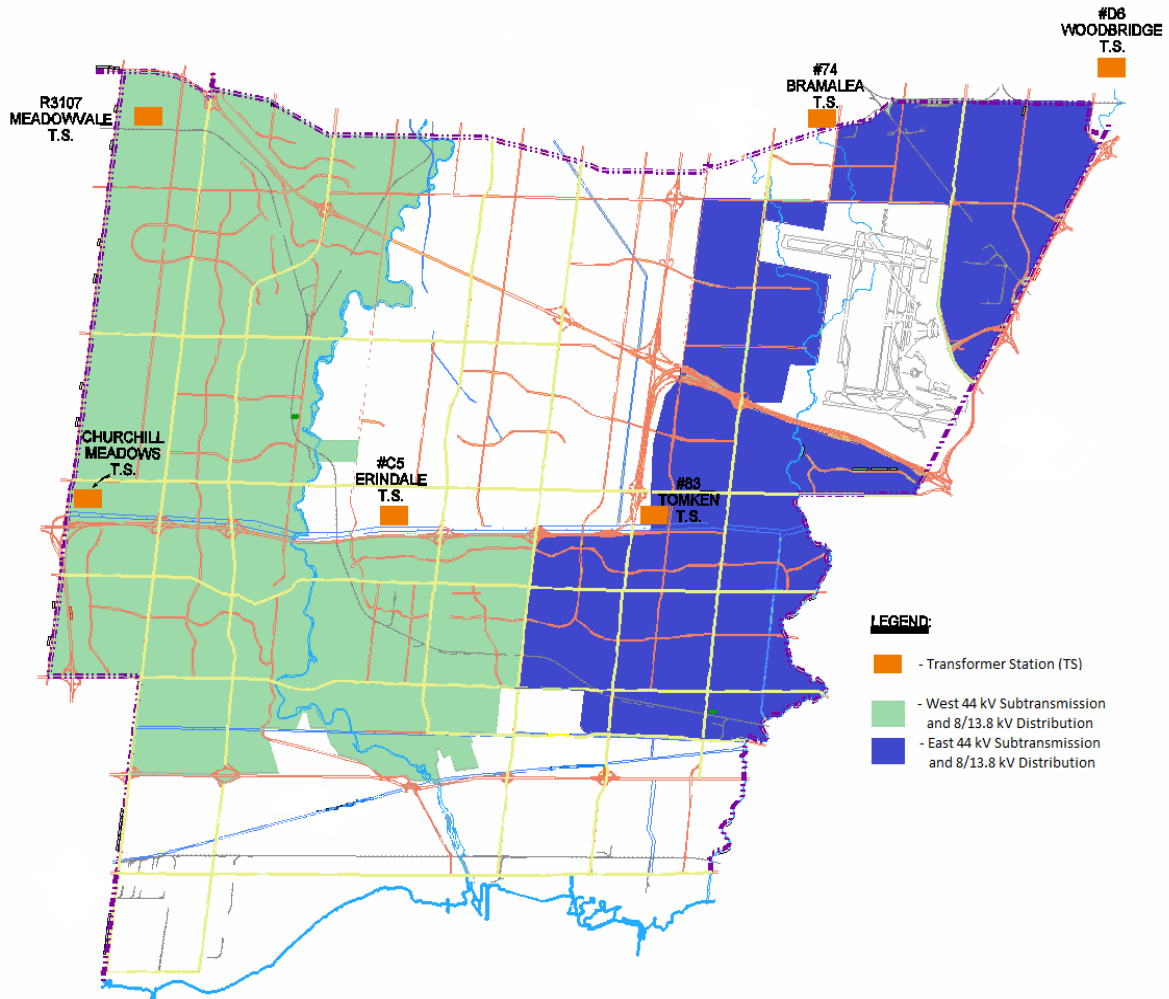 #D6
WOODBRIDGE
T.S.
#74
BRAMALEA
T.S.
R3107
MEADOWVALE
T.S.
CHURCHILL
MEADOWS
T.S.
#C5
ERINDALE
T.S.
#83
TOMKEN
T.S.
LEGEND:
- Transformer Station (TS)
- West 44 kV Subtransmission
and 8/13.8 kV Distribution
- East 44 kV Subtransmission
and 8/13.8 kV Distribution